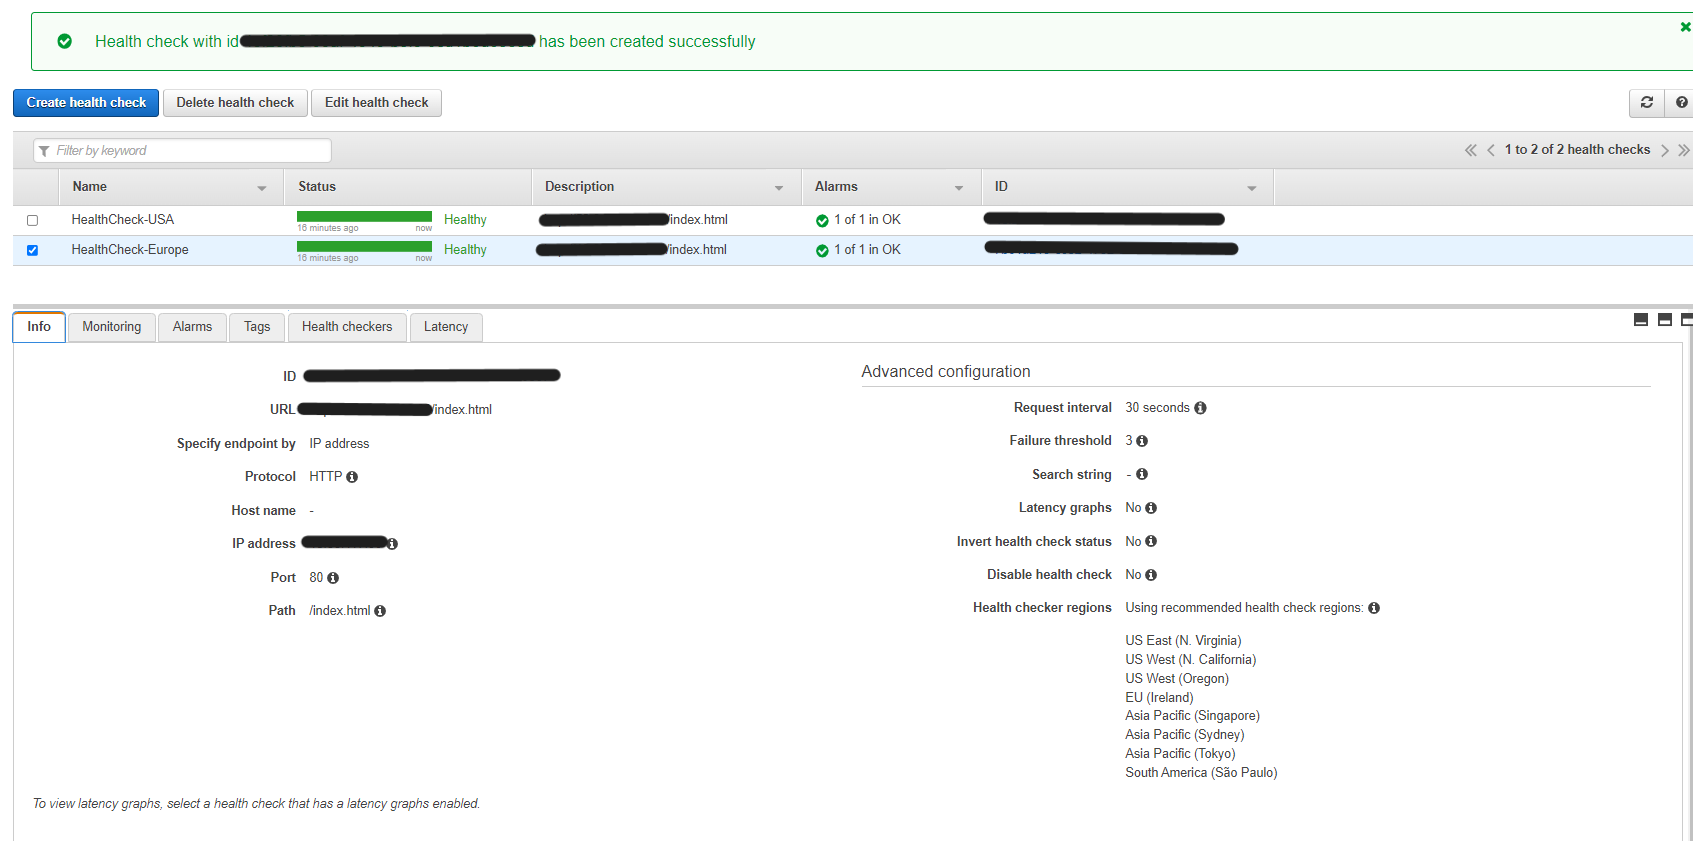 Health check with id has been created successfully
Create health check Delete health check Edit health check
Filter by keyword 1 to 2 of 2 health checks
Name Status Description Alarms ID
HealthCheck-USA Healthy /index.html 1 of 1 in OK
16 minutes ago now
HealthCheck-Europe Healthy /index.html 1 of 1 in OK
16 minutes ago now
Info Monitoring Alarms Tags Health checkers Latency
ID
URL /index.html
Specify endpoint by IP address
Protocol HTTP
Host name -
IP address
Port 80
Path /index.html
Advanced configuration
Request interval 30 seconds
Failure threshold 3
Search string -
Latency graphs No
Invert health check status No
Disable health check No
Health checker regions Using recommended health check regions:
US East (N. Virginia)
US West (N. California)
US West (Oregon)
EU (Ireland)
Asia Pacific (Singapore)
Asia Pacific (Sydney)
Asia Pacific (Tokyo)
South America (São Paulo)
To view latency graphs, select a health check that has a latency graphs enabled.